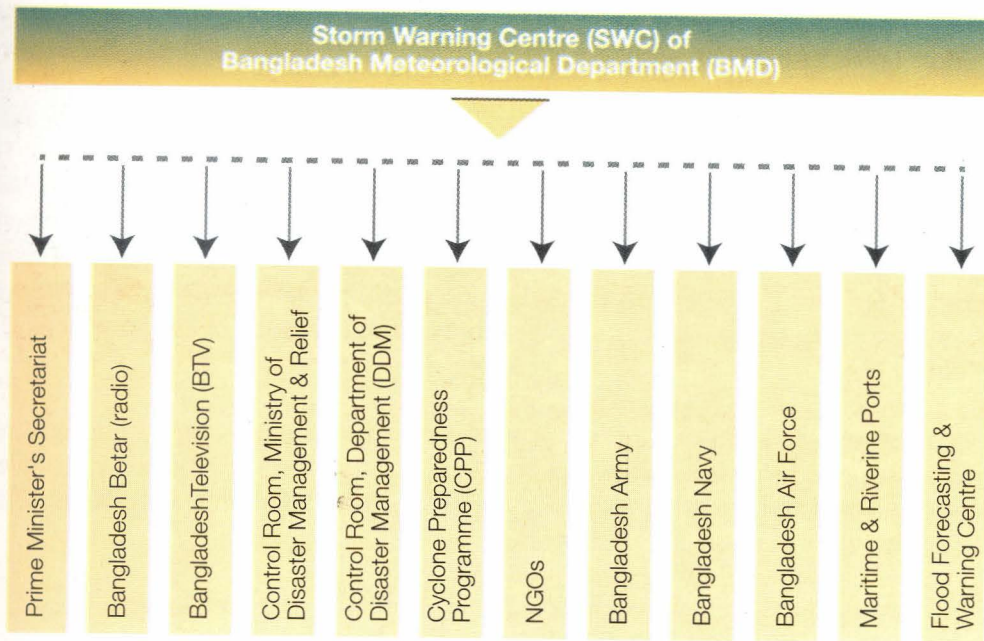 Storm Warning Centre (SWC) of
Bangladesh Meteorological Department (BMD)
Prime Minister's Secretariat
Bangladesh Betar (radio)
BangladeshTelevision (BTV)
Control Room, Ministry of
Disaster Management & Relief
Control Room, Department of
Disaster Management (DDM)
Cyclone Preparedness
Programme (CPP)
NGOs
Bangladesh Army
Bangladesh Navy
Bangladesh Air Force
Maritime & Riverine Ports
Flood Forecasting &
Warning Centre